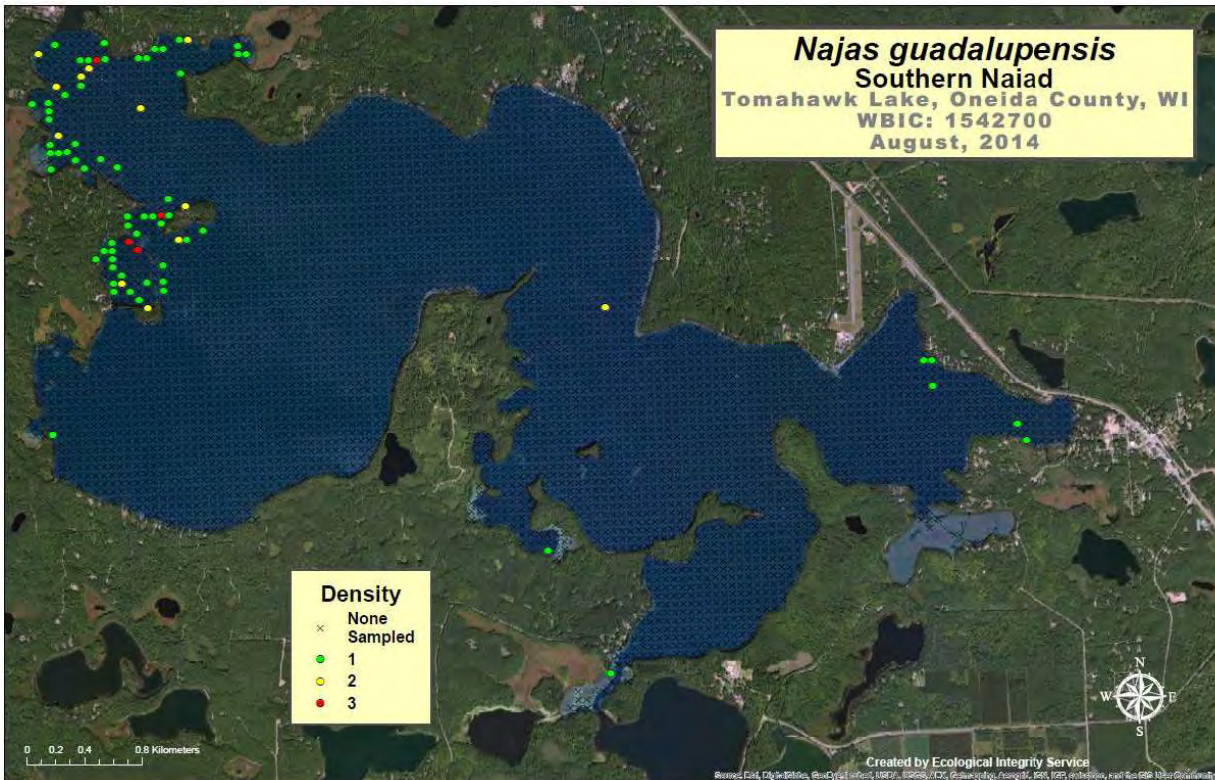 Najas guadalupensis
Southern Naiad
Tomahawk Lake, Oneida County, WI
WBIC: 1542700
August, 2014
Density
None
Sampled
1
2
3
N
W E
S
0 0.2 0.4 0.8 Kilometers
Created by Ecological Integrity Service